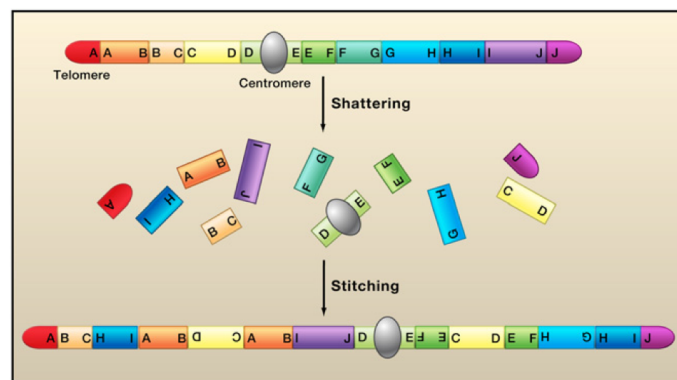 A A B B C C D D E E F F G G H H I I J J
Telomere
Centromere
Shattering
A
I H
A B
B C
J I
F G
D E
E F
G H
J
C D
Stitching
A B C H I A B D C A B I J D E F E C D E F H G H I J